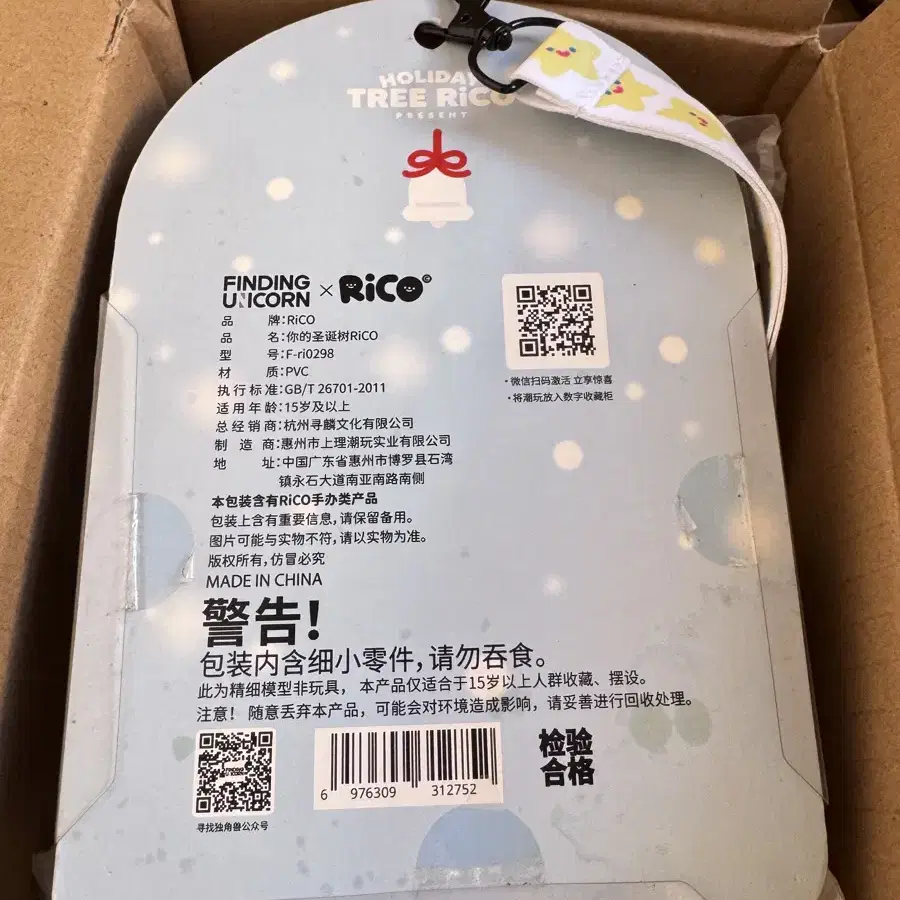 HOLIDAY
TREE RiCO
PRESENT
FINDING UNICORN × RiCO©
品 牌:RiCO
品 名:你的圣诞树RiCO
型 号:F-ri0298
材 质:PVC
执行标准:GB/T 26701-2011
适用年龄:15岁及以上
总经销商:杭州寻麟文化有限公司
制 造 商:惠州市上理潮玩实业有限公司
地 址:中国广东省惠州市博罗县石湾
镇永石大道南亚南路南侧
本包装含有RiCO手办类产品
包装上含有重要信息,请保留备用。
图片可能与实物不符,请以实物为准。
版权所有,仿冒必究
MADE IN CHINA
• 微信扫码激活 立享惊喜
• 将潮玩放入数字收藏柜
警告!
包装内含细小零件,请勿吞食。
此为精细模型非玩具，本产品仅适合于15岁以上人群收藏、摆设。
注意！随意丢弃本产品，可能会对环境造成影响，请妥善进行回收处理。
FINDING UNICORN
寻找独角兽公众号
6 976309 312752
检验
合格